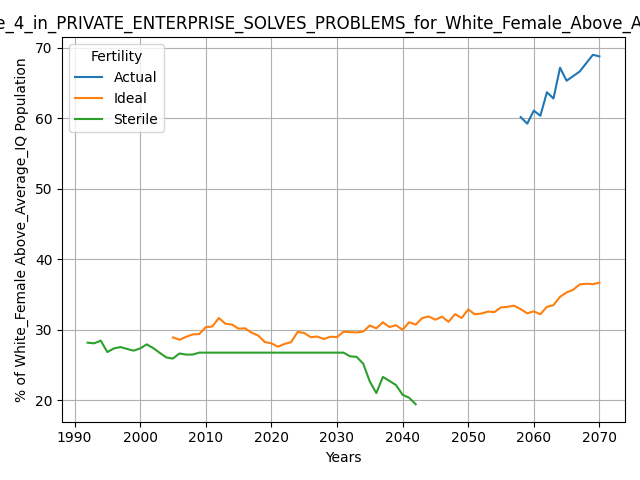 e_4_in_PRIVATE_ENTERPRISE_SOLVES_PROBLEMS_for_White_Female_Above_A
Fertility
Actual
Ideal
Sterile
% of White_Female Above_Average_IQ Population
70
60
50
40
30
20
1990 2000 2010 2020 2030 2040 2050 2060 2070
Years